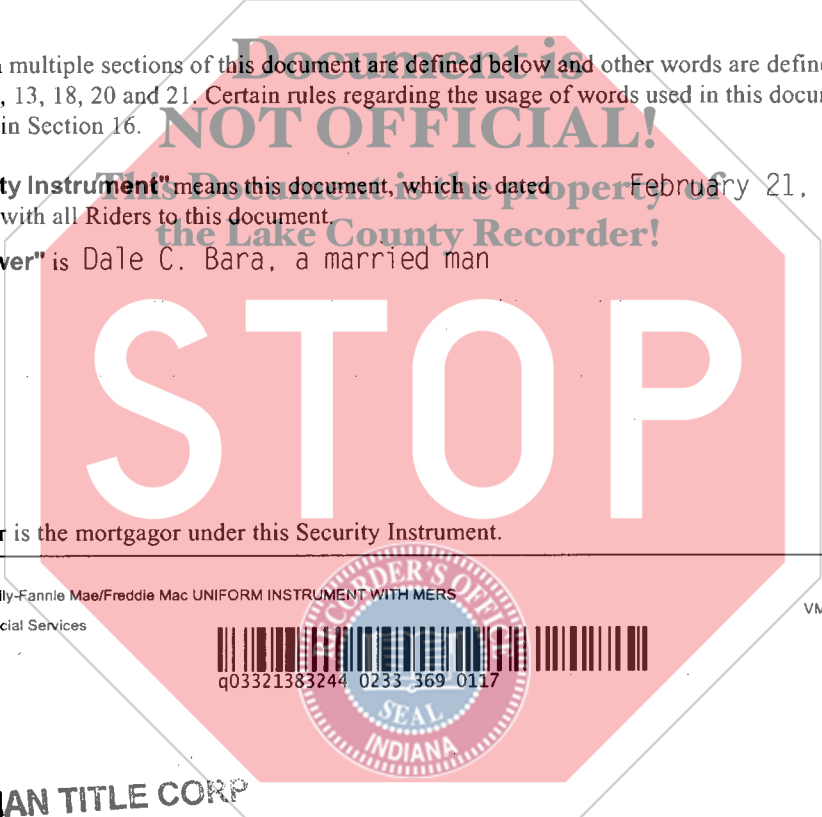 multiple sections of this document are defined below and other words are define
, 13, 18, 20 and 21. Certain rules regarding the usage of words used in this docu
in Section 16.
Document is
NOT OFFICIAL!
This Document is the property of
the Lake County Recorder!
ty Instrument" means this document, which is dated February 21,
with all Riders to this document.
wer" is Dale C. Bara, a married man
STOP
r is the mortgagor under this Security Instrument.
ily-Fannie Mae/Freddie Mac UNIFORM INSTRUMENT WITH MERS
VM
cial Services
q03321383244 0233 369 0117
RECORDER'S OFFICE
SEAL
INDIANA
AN TITLE CORP